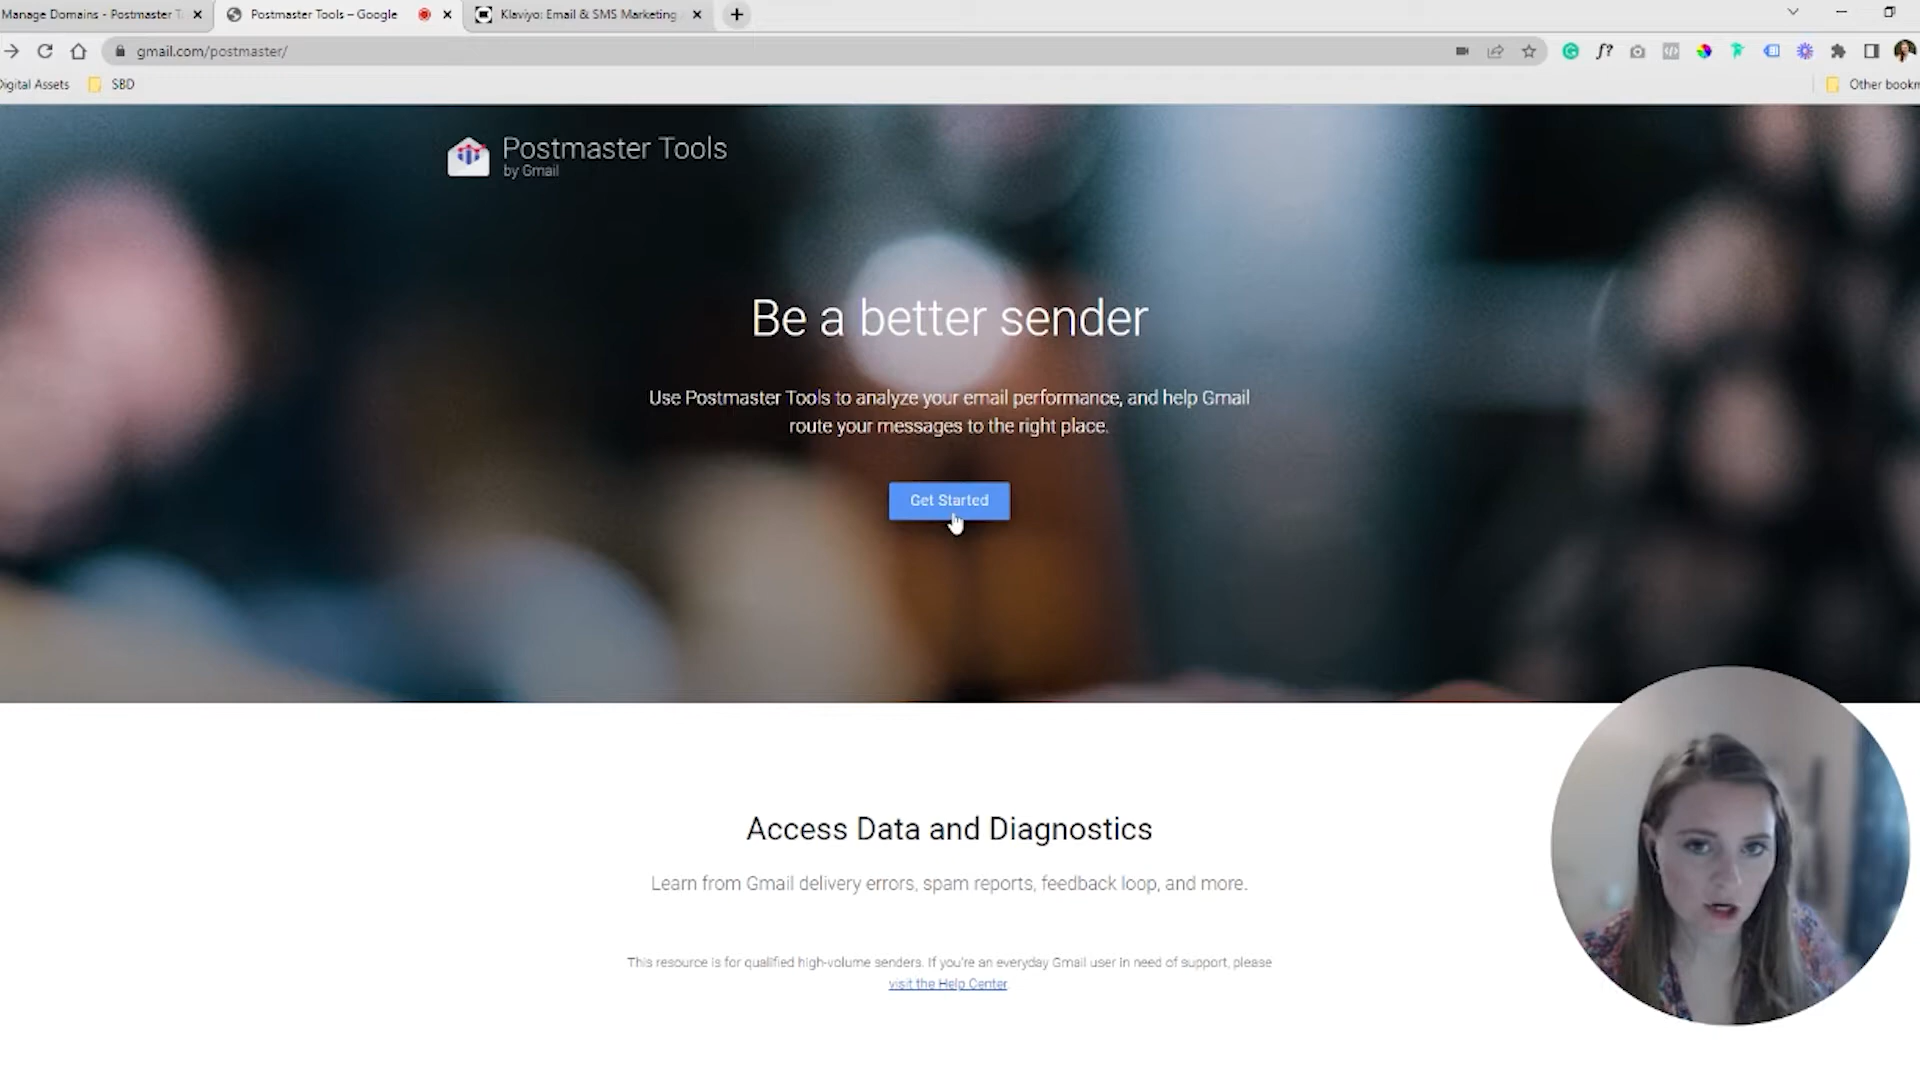 Manage Domains - Postmaster T
Postmaster Tools – Google
Klaviyo: Email & SMS Marketing
gmail.com/postmaster/
f?
Digital Assets
SBD
Other bookm
Postmaster Tools
by Gmail
Be a better sender
Use Postmaster Tools to analyze your email performance, and help Gmail
route your messages to the right place.
Get Started
Access Data and Diagnostics
Learn from Gmail delivery errors, spam reports, feedback loop, and more.
This resource is for qualified high-volume senders. If you're an everyday Gmail user in need of support, please
visit the Help Center.